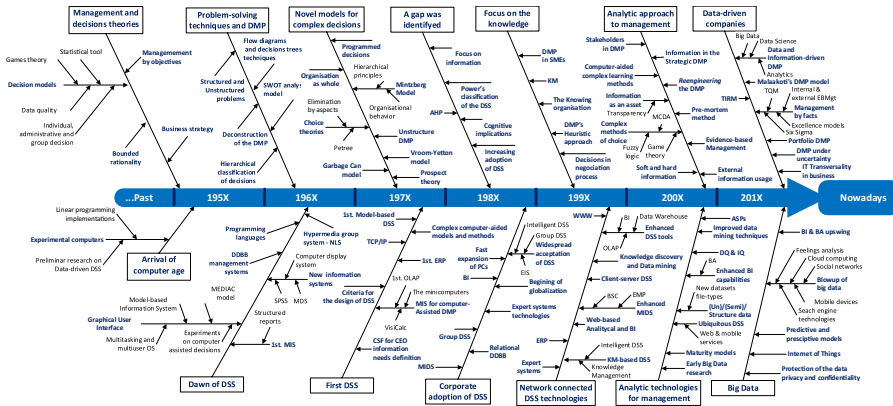 Management and
decisions theories
Problem-solving
techniques and DMP
Novel models for
complex decisions
A gap was
identifyed
Focus on the
knowledge
Analytic approach
to management
Data-driven
companies
Games theory
Statistical tool
Managemement
by objectives
Decision models
Data quality
Individual,
administrative and
group decision
Bounded
rationality
Business strategy
Flow diagrams
and decisions trees
techniques
Structured and
Unstructured
problems
SWOT analys
model
Deconstruction
of the DMP
Hierarchical
classification
of decisions
Programmed
decisions
Organisation
as whole
Hierarchical
principles
Mintzberg
Model
Organisational
behavior
Elimination
by aspects
Choice
theories
Petree
Unstructure
DMP
Vroom-Yetton
model
Garbage Can
model
Prospect
theory
Focus on
information
Power's
classification
of the DSS
AHP
Cognitive
implications
Increasing
adoption
of DSS
DMP
in SMEs
KM
The Knowing
organisation
DMP's
Heuristic
approach
Decisions in
negociation
process
Stakeholders
in DMP
Information in the
Strategic DMP
Computer-aided
complex learning
methods
Reengineering
the DMP
Information
as an asset
Transparency
MCDA
Pre-mortem
method
Complex
methods
of choice
Fuzzy
logic
Game
theory
Evidence-based
Management
Soft and hard
information
External
information usage
Big Data
Data Science
Data and
Information-driven
DMP
Analytics
Malaakoti's DMP model
TQM
Internal &
external EBMgt
TIRM
Management
by facts
Excellence models
Six Sigma
Portfolio DMP
DMP under
uncertainty
IT Transversality
in business
...Past
195X
196X
197X
198X
199X
200X
201X
Nowadays
Linear programming
implementations
Experimental computers
Preliminar research on
Data-driven DSS
Arrival of
computer age
Programming
languages
Hypermedia group
system - NLS
DDBB
management
systems
Computer display
system
New information
systems
SPSS
MDS
MEDIAC
model
Model-based
Information System
Graphical User
Interface
Multitasking and
multiuser OS
Experiments
on computer
assisted decisions
Structured
reports
1st. MIS
Dawn of DSS
1st. Model-based
DSS
Complex computer-aided
models and methods
TCP/IP
1st. ERP
1st. OLAP
The minicomputers
Criteria for
the design of DSS
MIS for computer-
Assisted DMP
VisiCalc
CSF for CEO
information
needs definition
MIDS
First DSS
Intelligent DSS
Group DSS
Widespread
acceptation
of DSS
Fast
expansion
of PCs
EIS
BI
Begining of
globalization
Expert systems
technologies
Group DSS
Relational
DDBB
Corporate
adoption of DSS
WWW
BI
Data Warehouse
Enhanced
DSS tools
OLAP
Knowledge discovery
and Data mining
Client-server DSS
BSC
EMP
Enhanced
MIDS
Web-based
Analitycal and BI
ERP
Intelligent DSS
KM-based DSS
Expert
systems
Knowledge
Management
Network connected
DSS technologies
ASPs
Improved data
mining techniques
DQ & IQ
BA
Enhanced BI
capabilities
New datasets
file-types
(Un)/(Semi)/
Structure data
Ubiquitous DSS
Web & mobile
services
Maturity models
Early Big Data
research
Analytic technologies
for management
BI & BA upswing
Feelings analysis
Cloud computing
Social networks
Blowup of
big data
Mobile devices
Seach engine
technologies
Predictive and
presciptive models
Internet of Things
Protection of the data
privacy and confidentiality
Big Data